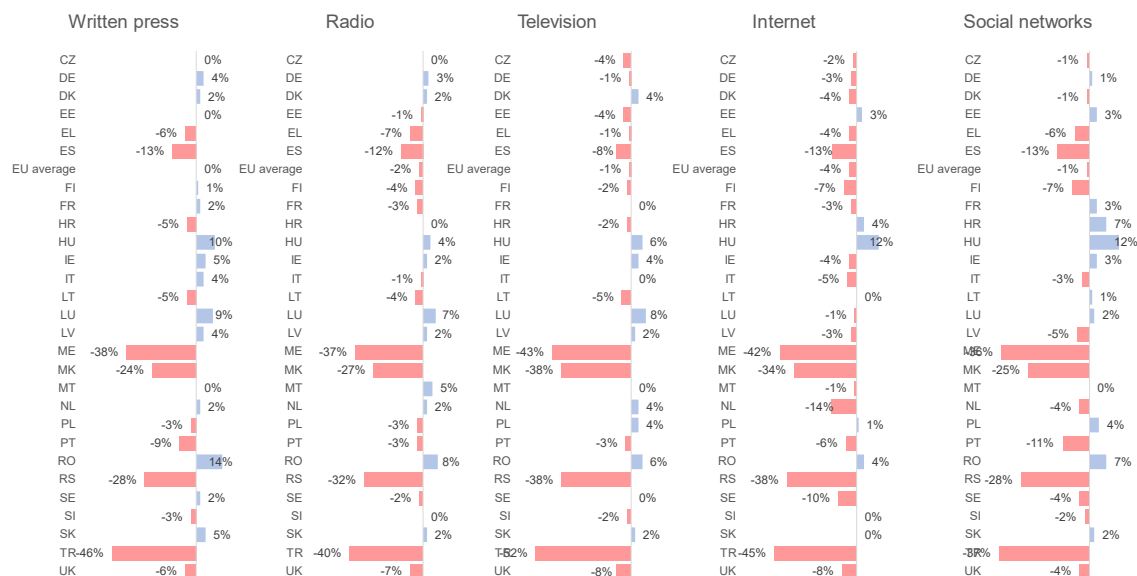 Written press Radio Television Internet Social networks
CZ 0% CZ 0% CZ -4% CZ -2% CZ -1%
DE 4% DE 3% DE -1% DE -3% DE 1%
DK 2% DK 2% DK 4% DK -4% DK -1%
EE 0% EE -1% EE -4% EE 3% EE 3%
EL -6% EL -7% EL -1% EL -4% EL -6%
ES -13% ES -12% ES -8% ES -13% ES -13%
EU average 0% EU average -2% EU average -1% EU average -4% EU average -1%
FI 1% FI -4% FI -2% FI -7% FI -7%
FR 2% FR -3% FR 0% FR -3% FR 3%
HR -5% HR 0% HR -2% HR 4% HR 7%
HU 10% HU 4% HU 6% HU 12% HU 12%
IE 5% IE 2% IE 4% IE -4% IE 3%
IT 4% IT -1% IT 0% IT -5% IT -3%
LT -5% LT -4% LT -5% LT 0% LT 1%
LU 9% LU 7% LU 8% LU -1% LU 2%
LV 4% LV 2% LV 2% LV -3% LV -5%
ME -38% ME -37% ME -43% ME -42% ME -36%
MK -24% MK -27% MK -38% MK -34% MK -25%
MT 0% MT 5% MT 0% MT -1% MT 0%
NL 2% NL 2% NL 4% NL -14% NL -4%
PL -3% PL -3% PL 4% PL 1% PL 4%
PT -9% PT -3% PT -3% PT -6% PT -11%
RO 14% RO 8% RO 6% RO 4% RO 7%
RS -28% RS -32% RS -38% RS -38% RS -28%
SE 2% SE -2% SE 0% SE -10% SE -4%
SI -3% SI 0% SI -2% SI 0% SI -2%
SK 5% SK 2% SK 2% SK 0% SK 2%
TR -46% TR -40% TR -52% TR -45% TR -37%
UK -6% UK -7% UK -8% UK -8% UK -4%